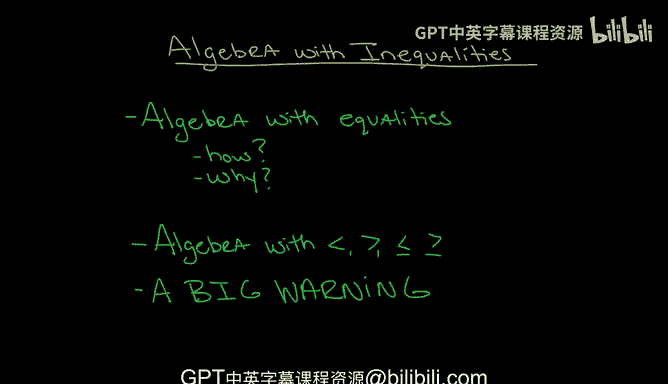 GPT中英字幕课程资源 bilibili
Algebra with Inequalities
- Algebra with equalities
- how?
- why?
- Algebra with <, >, ≤ ≥
- A BIG WARNING
GPT中英字幕课程资源@bilibili.com